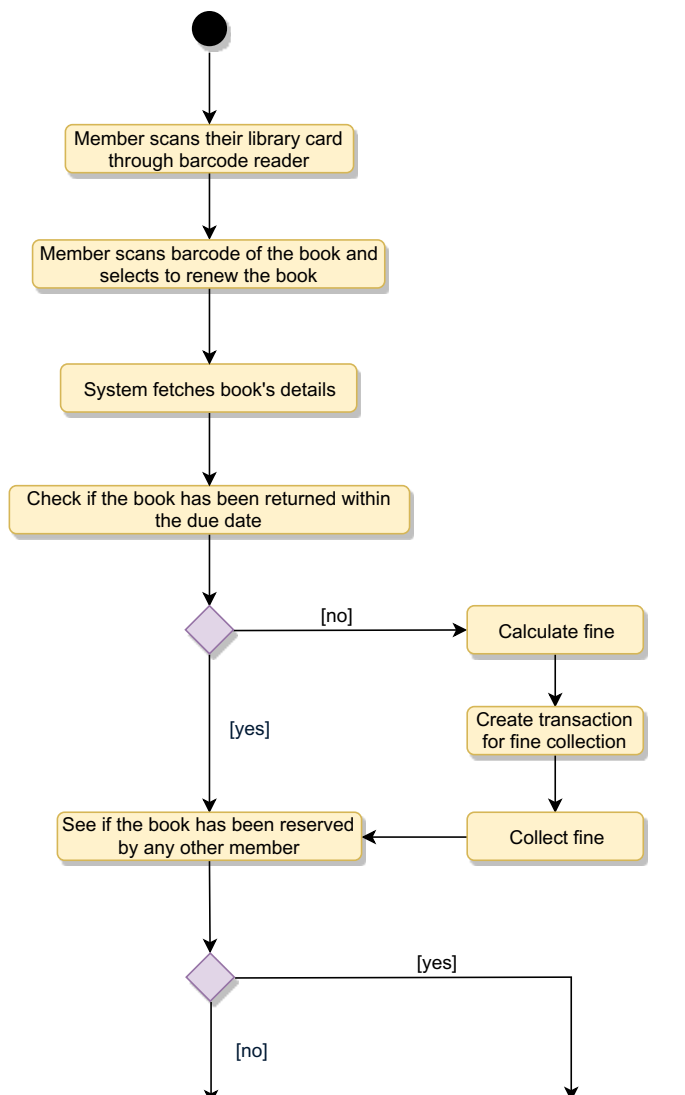 Member scans their library card
through barcode reader
Member scans barcode of the book and
selects to renew the book
System fetches book's details
Check if the book has been returned within
the due date
[no]
Calculate fine
[yes]
Create transaction
for fine collection
See if the book has been reserved
by any other member
Collect fine
[yes]
[no]